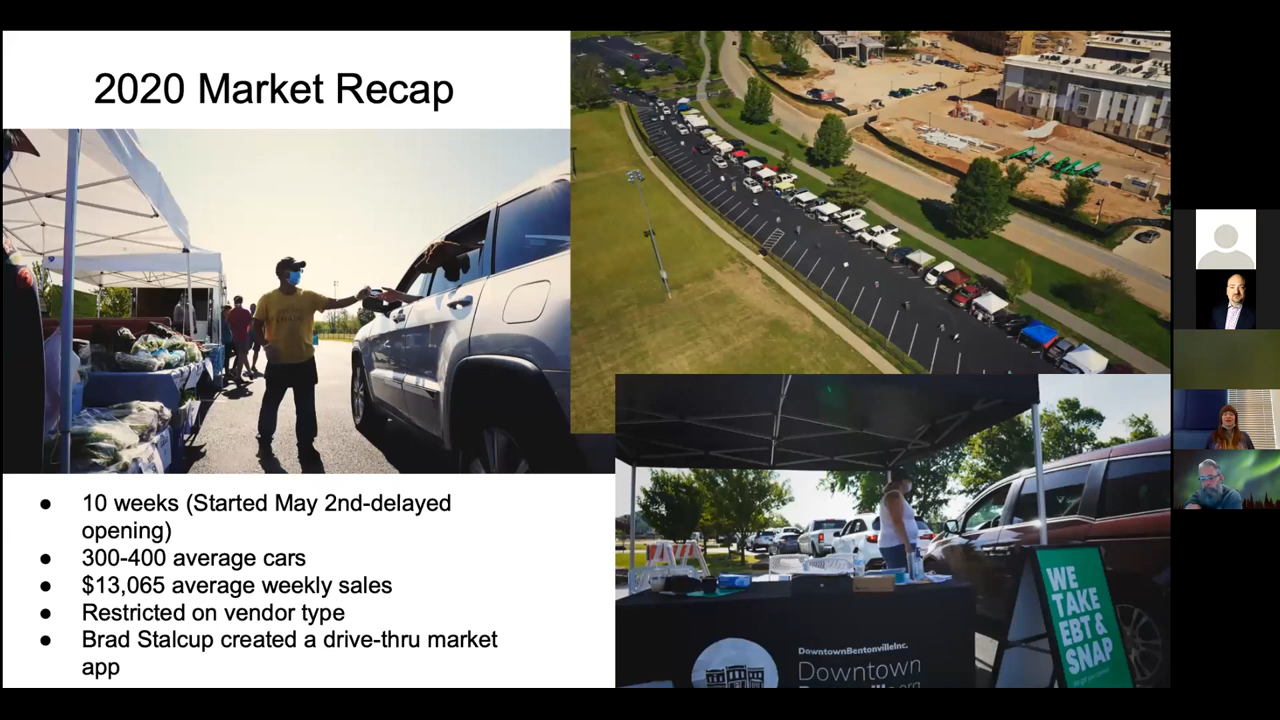 2020 Market Recap
10 weeks (Started May 2nd-delayed
opening)
300-400 average cars
$13,065 average weekly sales
Restricted on vendor type
Brad Stalcup created a drive-thru market
app
WE
TAKE
EBT &
SNAP
DowntownBentonvilleInc.
Downtown